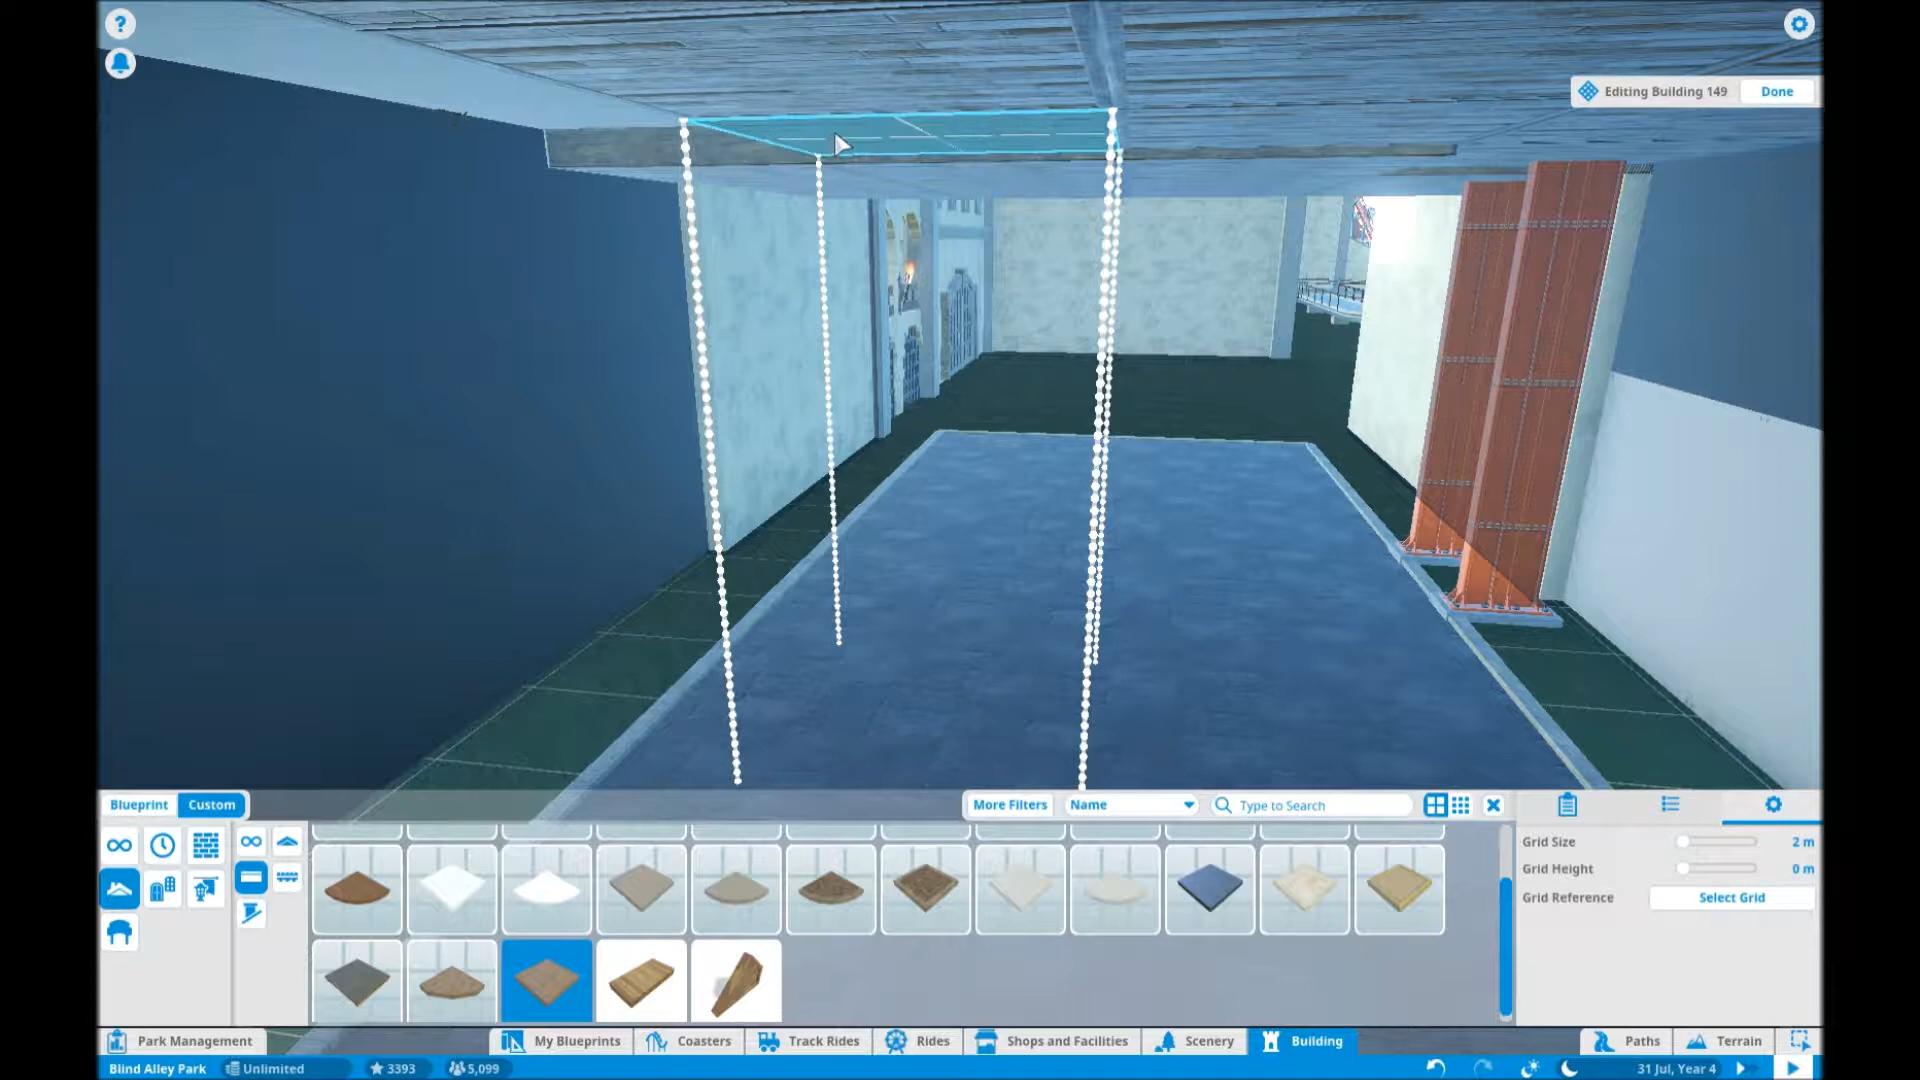 ?
Editing Building 149 Done
Blueprint Custom More Filters Name Type to Search
Grid Size 2 m
Grid Height 0 m
Grid Reference Select Grid
Park Management My Blueprints Coasters Track Rides Rides Shops and Facilities Scenery Building Paths Terrain
Blind Alley Park Unlimited 3393 5,099 31 Jul, Year 4